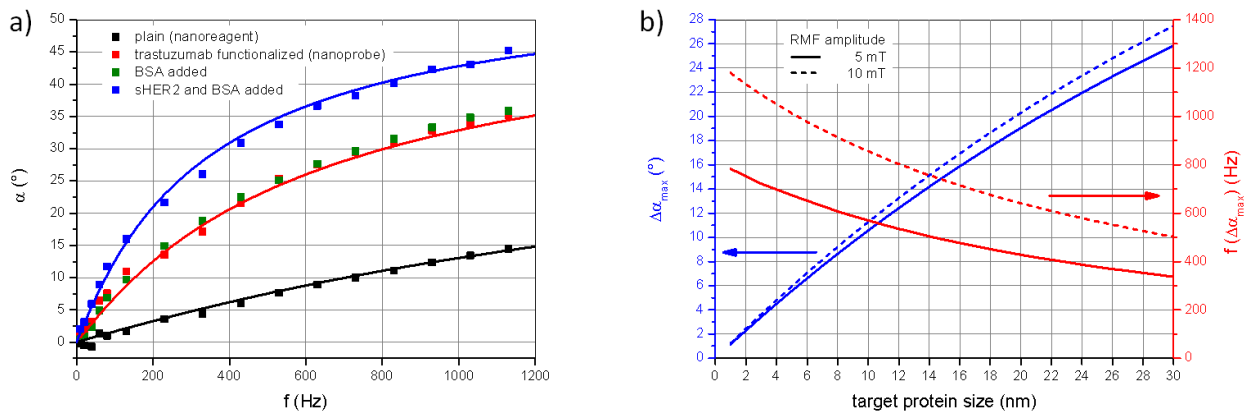 a)
50
45
40
35
30
25
20
15
10
5
0
α (°)
plain (nanoreagent)
trastuzumab functionalized (nanoprobe)
BSA added
sHER2 and BSA added
0 200 400 600 800 1000 1200
f (Hz)
b)
28
26
24
22
20
18
16
14
12
10
8
6
4
2
0
Δα max (°)
RMF amplitude
5 mT
10 mT
1400
1200
1000
800
600
400
200
0
f (Δα max) (Hz)
0 2 4 6 8 10 12 14 16 18 20 22 24 26 28 30
target protein size (nm)